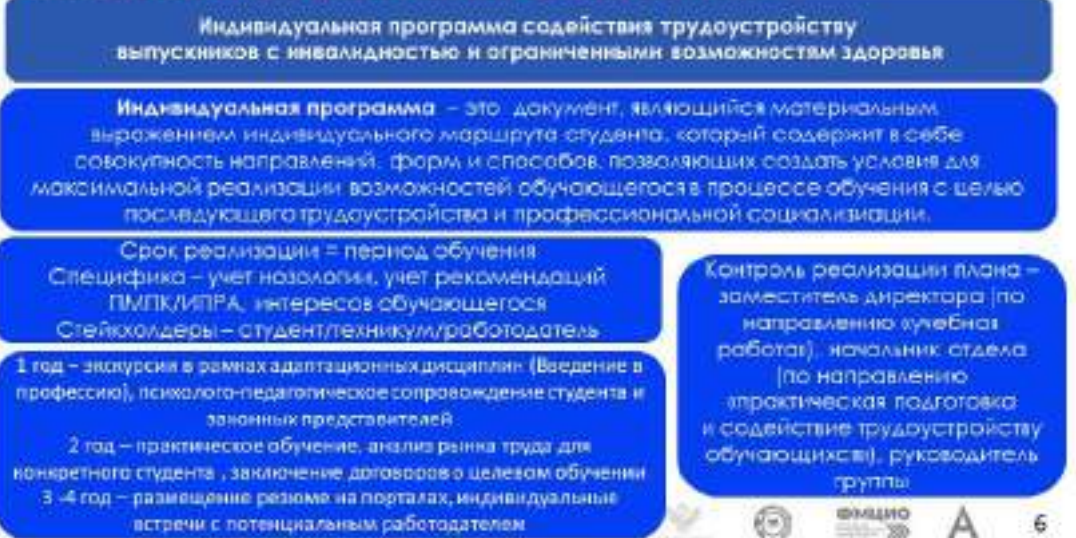 Индивидуальная программа содействия трудоустройству
выпускников с инвалидностью и ограниченными возможностям здоровья
Индивидуальная программа – это документ, являющийся материальным
выражением индивидуального маршрута студента, который содержит в себе
совокупность направлений, форм и способов, позволяющих создать условия для
максимальной реализации возможностей обучающегося в процессе обучения с целью
последующего трудоустройства и профессиональной социализиации.
Срок реализации = период обучения
Специфика – учет нозологии, учет рекомендаций
ПМПК/ИПРА, интересов обучающегося
Стейкхолдеры – студент/техникум/работодатель
1 год – экскурсии в рамках адаптационных дисциплин (Введение в
профессию), психолого-педагогическое сопровождение студента и
законных представителей
2 год – практическое обучение, анализ рынка труда для
конкретного студента , заключение договоров о целевом обучении
3 -4 год – размещение резюме на порталах, индивидуальные
встречи с потенциальным работодателем
Контроль реализации плана –
заместитель директора (по
направлению «учебная
работа»), начальник отдела
(по направлению
«практическая подготовка
и содействие трудоустройству
обучающихся»), руководитель
группы
ФМЦИО
6